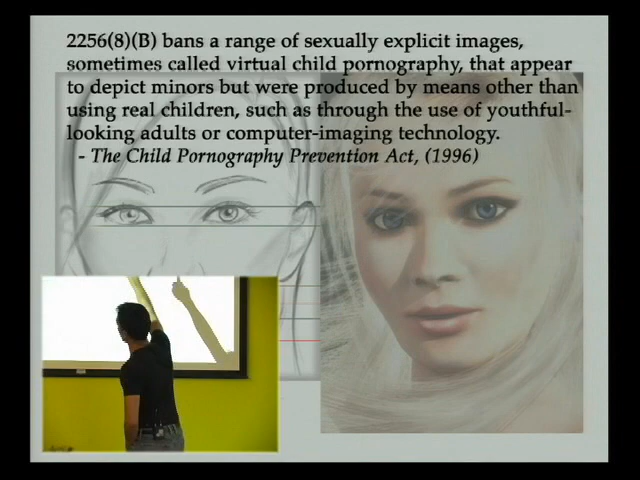 2256(8)(B) bans a range of sexually explicit images,
sometimes called virtual child pornography, that appear
to depict minors but were produced by means other than
using real children, such as through the use of youthful-
looking adults or computer-imaging technology.
- The Child Pornography Prevention Act, (1996)